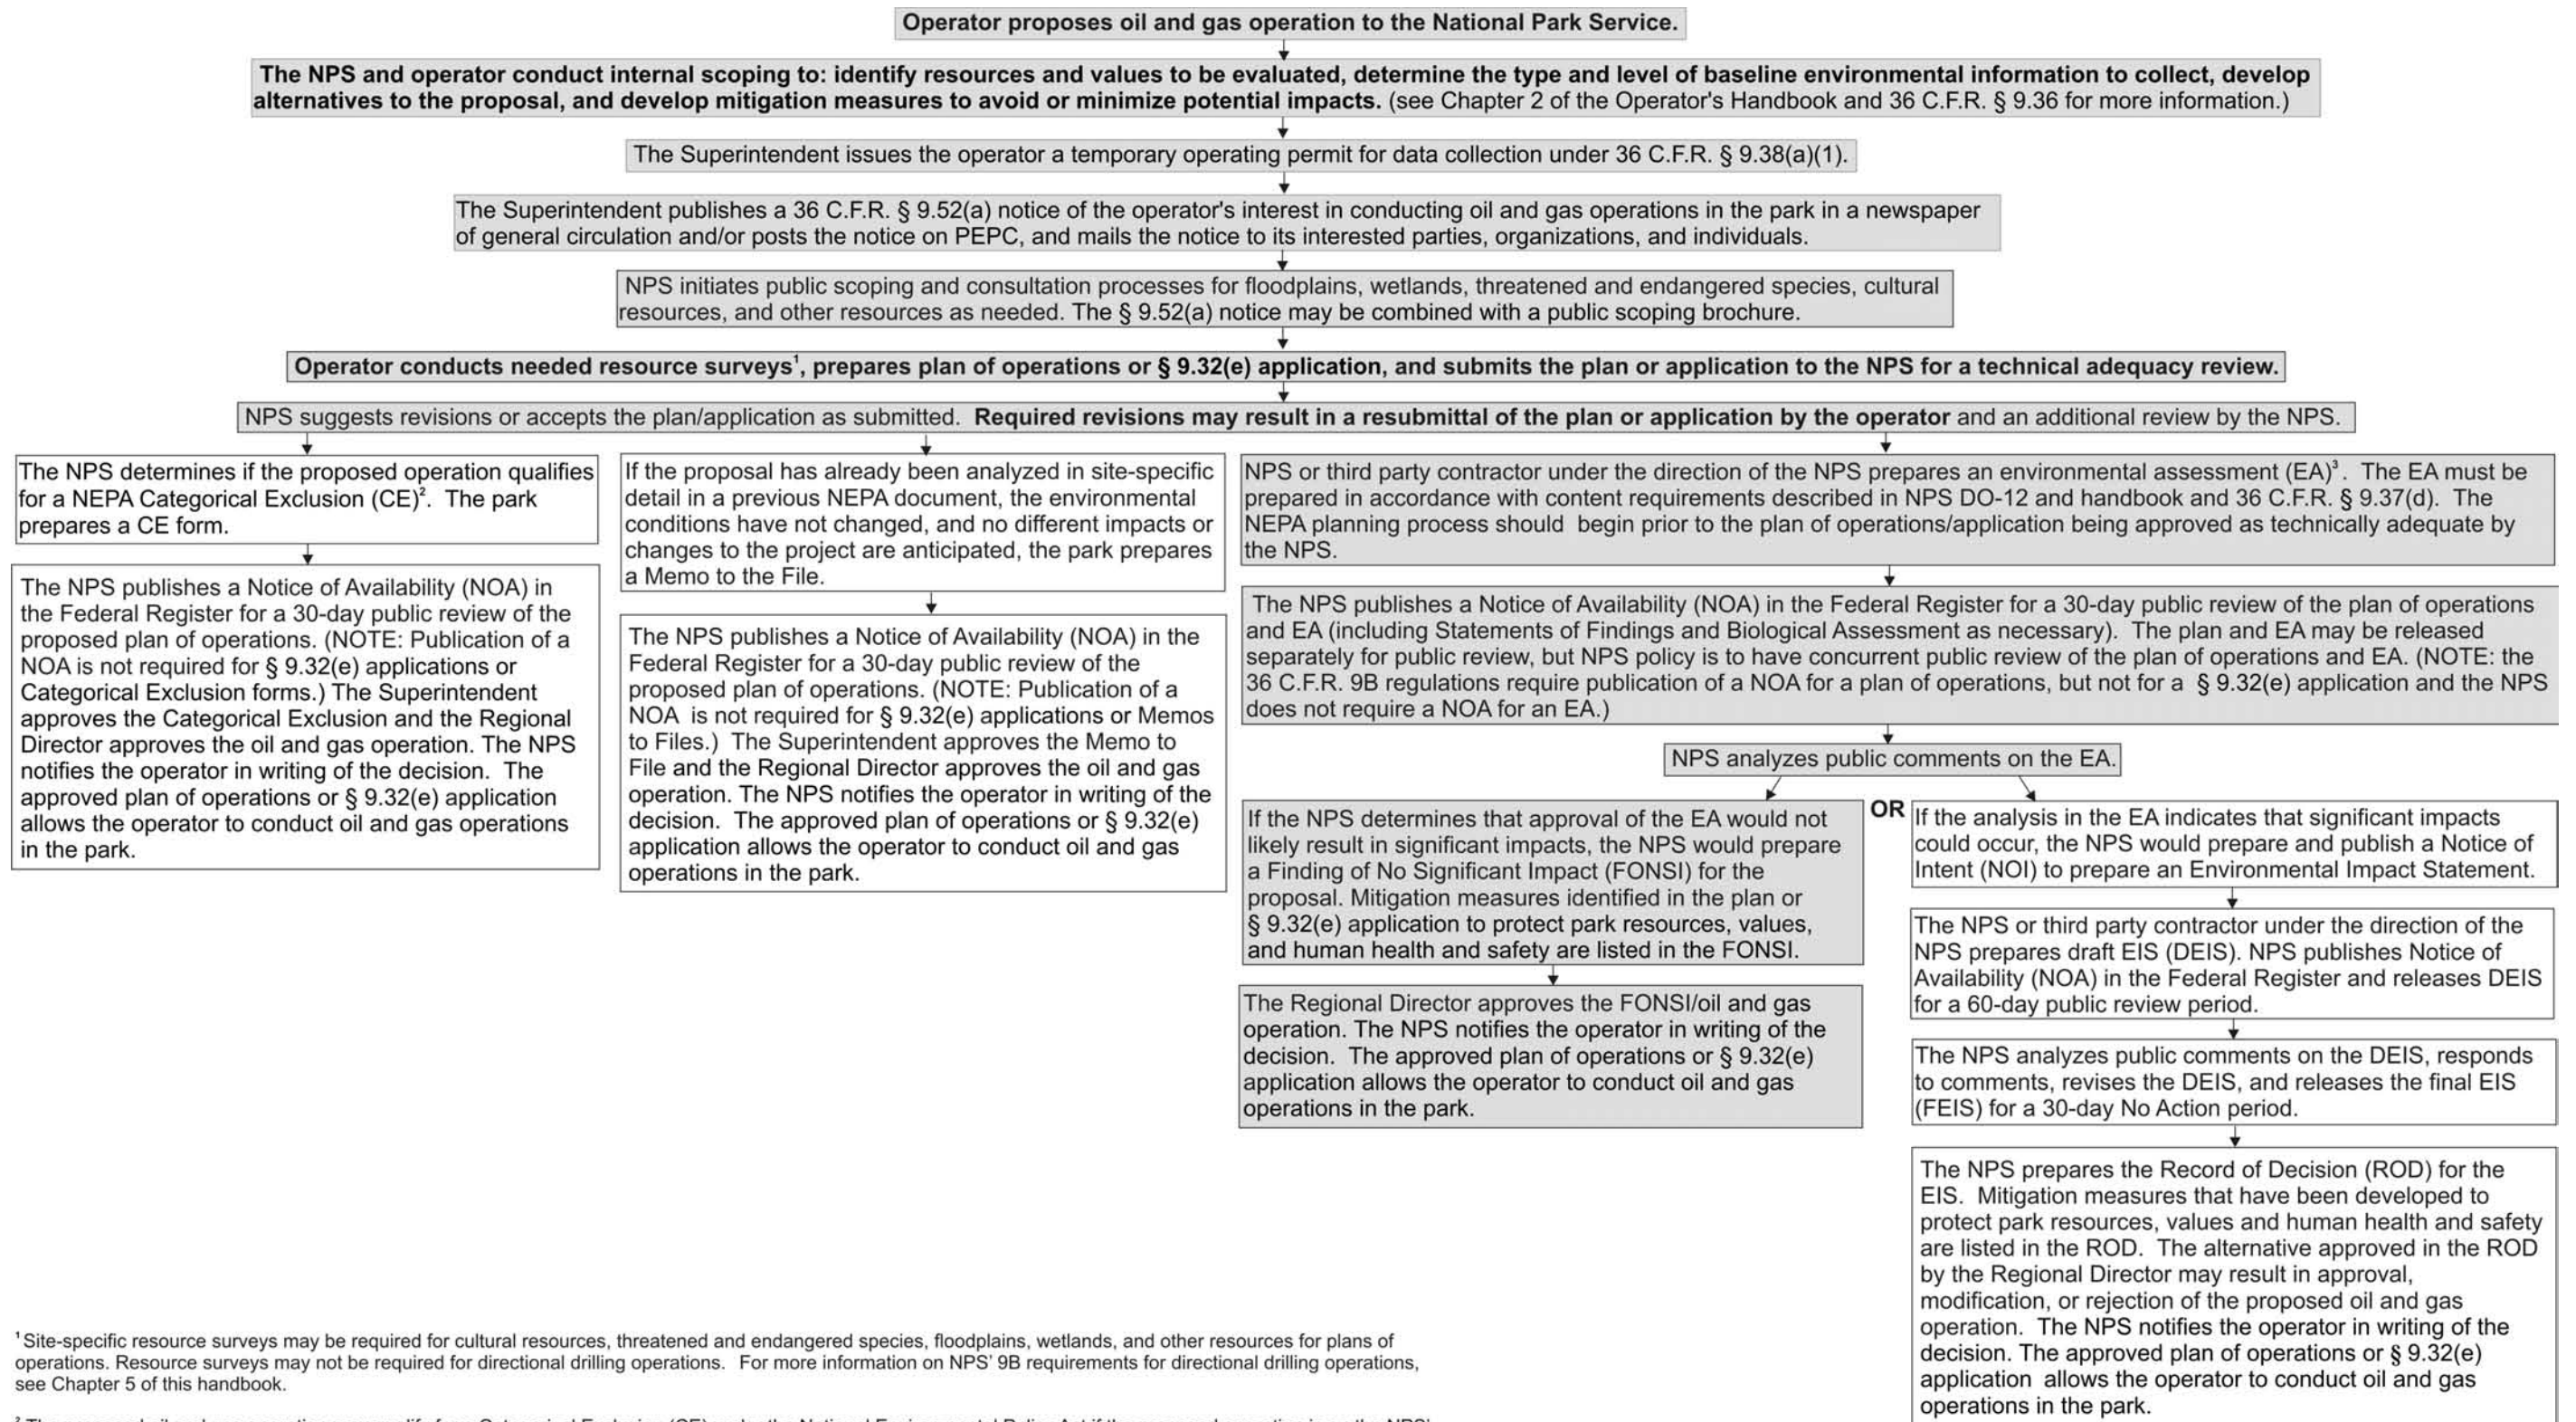 Operator proposes oil and gas operation to the National Park Service.
The NPS and operator conduct internal scoping to: identify resources and values to be evaluated, determine the type and level of baseline environmental information to collect, develop
alternatives to the proposal, and develop mitigation measures to avoid or minimize potential impacts. (see Chapter 2 of the Operator's Handbook and 36 C.F.R. § 9.36 for more information.)
The Superintendent issues the operator a temporary operating permit for data collection under 36 C.F.R. § 9.38(a)(1).
The Superintendent publishes a 36 C.F.R. § 9.52(a) notice of the operator's interest in conducting oil and gas operations in the park in a newspaper
of general circulation and/or posts the notice on PEPC, and mails the notice to its interested parties, organizations, and individuals.
NPS initiates public scoping and consultation processes for floodplains, wetlands, threatened and endangered species, cultural
resources, and other resources as needed. The § 9.52(a) notice may be combined with a public scoping brochure.
Operator conducts needed resource surveys¹, prepares plan of operations or § 9.32(e) application, and submits the plan or application to the NPS for a technical adequacy review.
NPS suggests revisions or accepts the plan/application as submitted. Required revisions may result in a resubmittal of the plan or application by the operator and an additional review by the NPS.
The NPS determines if the proposed operation qualifies
for a NEPA Categorical Exclusion (CE)². The park
prepares a CE form.
The NPS publishes a Notice of Availability (NOA) in
the Federal Register for a 30-day public review of the
proposed plan of operations. (NOTE: Publication of a
NOA is not required for § 9.32(e) applications or
Categorical Exclusion forms.) The Superintendent
approves the Categorical Exclusion and the Regional
Director approves the oil and gas operation. The NPS
notifies the operator in writing of the decision. The
approved plan of operations or § 9.32(e) application
allows the operator to conduct oil and gas operations
in the park.
If the proposal has already been analyzed in site-specific
detail in a previous NEPA document, the environmental
conditions have not changed, and no different impacts or
changes to the project are anticipated, the park prepares
a Memo to the File.
The NPS publishes a Notice of Availability (NOA) in the
Federal Register for a 30-day public review of the
proposed plan of operations. (NOTE: Publication of a
NOA is not required for § 9.32(e) applications or Memos
to Files.) The Superintendent approves the Memo to
File and the Regional Director approves the oil and gas
operation. The NPS notifies the operator in writing of the
decision. The approved plan of operations or § 9.32(e)
application allows the operator to conduct oil and gas
operations in the park.
NPS or third party contractor under the direction of the NPS prepares an environmental assessment (EA)³. The EA must be
prepared in accordance with content requirements described in NPS DO-12 and handbook and 36 C.F.R. § 9.37(d). The
NEPA planning process should begin prior to the plan of operations/application being approved as technically adequate by
the NPS.
The NPS publishes a Notice of Availability (NOA) in the Federal Register for a 30-day public review of the plan of operations
and EA (including Statements of Findings and Biological Assessment as necessary). The plan and EA may be released
separately for public review, but NPS policy is to have concurrent public review of the plan of operations and EA. (NOTE: the
36 C.F.R. 9B regulations require publication of a NOA for a plan of operations, but not for a § 9.32(e) application and the NPS
does not require a NOA for an EA.)
NPS analyzes public comments on the EA.
If the NPS determines that approval of the EA would not
likely result in significant impacts, the NPS would prepare
a Finding of No Significant Impact (FONSI) for the
proposal. Mitigation measures identified in the plan or
§ 9.32(e) application to protect park resources, values,
and human health and safety are listed in the FONSI.
The Regional Director approves the FONSI/oil and gas
operation. The NPS notifies the operator in writing of the
decision. The approved plan of operations or § 9.32(e)
application allows the operator to conduct oil and gas
operations in the park.
OR
If the analysis in the EA indicates that significant impacts
could occur, the NPS would prepare and publish a Notice of
Intent (NOI) to prepare an Environmental Impact Statement.
The NPS or third party contractor under the direction of the
NPS prepares draft EIS (DEIS). NPS publishes Notice of
Availability (NOA) in the Federal Register and releases DEIS
for a 60-day public review period.
The NPS analyzes public comments on the DEIS, responds
to comments, revises the DEIS, and releases the final EIS
(FEIS) for a 30-day No Action period.
The NPS prepares the Record of Decision (ROD) for the
EIS. Mitigation measures that have been developed to
protect park resources, values and human health and safety
are listed in the ROD. The alternative approved in the ROD
by the Regional Director may result in approval,
modification, or rejection of the proposed oil and gas
operation. The NPS notifies the operator in writing of the
decision. The approved plan of operations or § 9.32(e)
application allows the operator to conduct oil and gas
operations in the park.
¹ Site-specific resource surveys may be required for cultural resources, threatened and endangered species, floodplains, wetlands, and other resources for plans of
operations. Resource surveys may not be required for directional drilling operations. For more information on NPS' 9B requirements for directional drilling operations,
see Chapter 5 of this handbook.